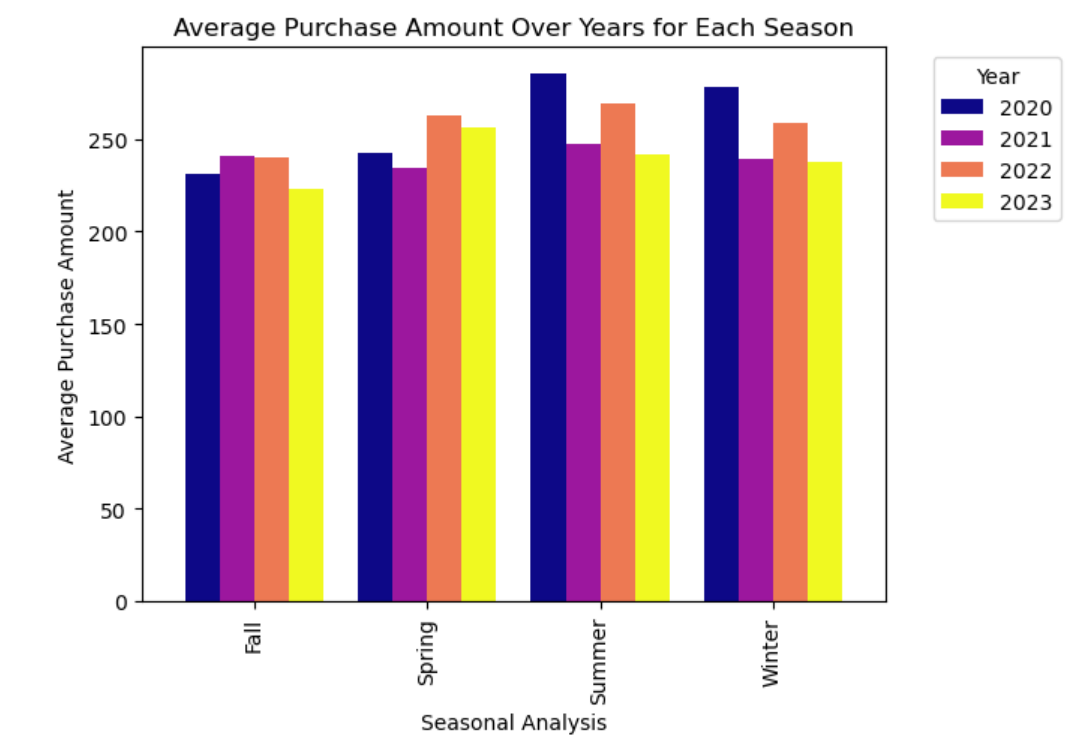 Average Purchase Amount Over Years for Each Season
Average Purchase Amount
250
200
150
100
50
0
Fall
Spring
Summer
Winter
Seasonal Analysis
Year
2020
2021
2022
2023